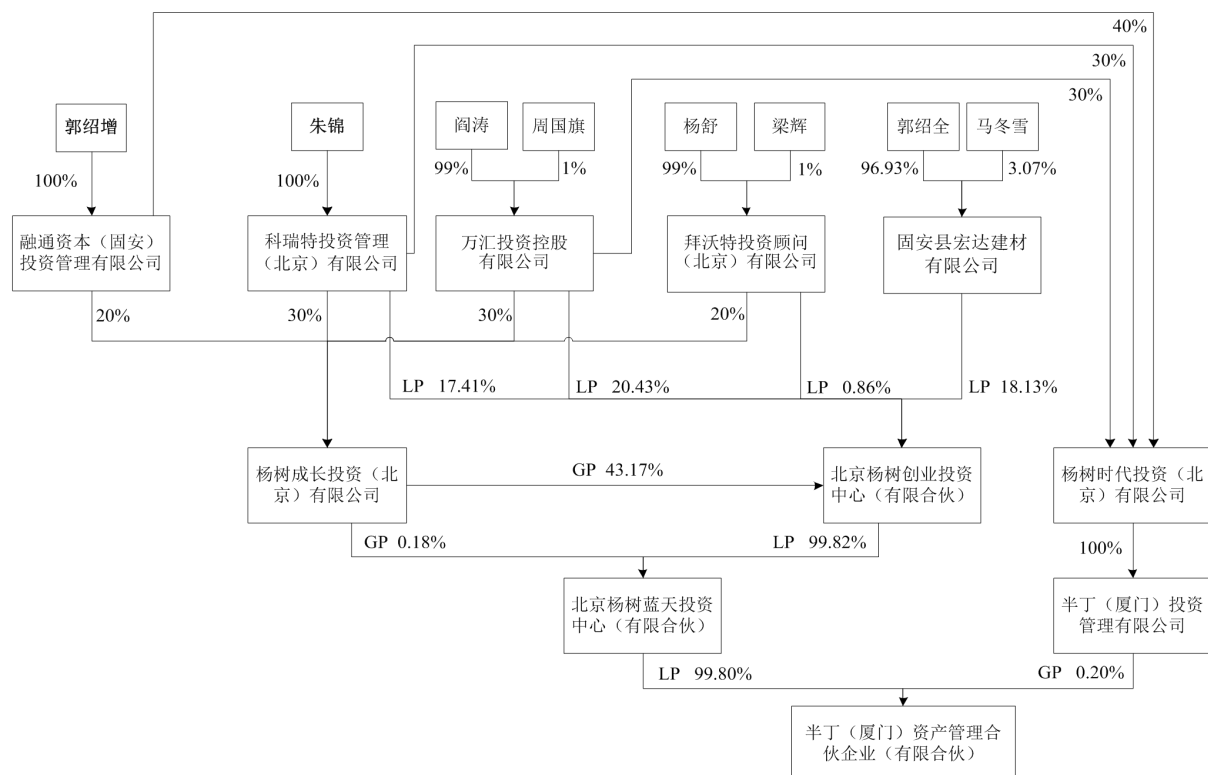 40%
30%
30%
郭绍增
朱锦
阎涛
周国旗
杨舒
梁辉
郭绍全
马冬雪
100%
100%
99%
1%
99%
1%
96.93%
3.07%
融通资本（固安）
投资管理有限公司
科瑞特投资管理
（北京）有限公司
万汇投资控股
有限公司
拜沃特投资顾问
（北京）有限公司
固安县宏达建材
有限公司
20%
30%
30%
20%
LP 17.41%
LP 20.43%
LP 0.86%
LP 18.13%
杨树成长投资（北
京）有限公司
GP 43.17%
北京杨树创业投资
中心（有限合伙）
杨树时代投资（北
京）有限公司
GP 0.18%
LP 99.82%
100%
北京杨树蓝天投资
中心（有限合伙）
半丁（厦门）投资
管理有限公司
LP 99.80%
GP 0.20%
半丁（厦门）资产管理合
伙企业（有限合伙）